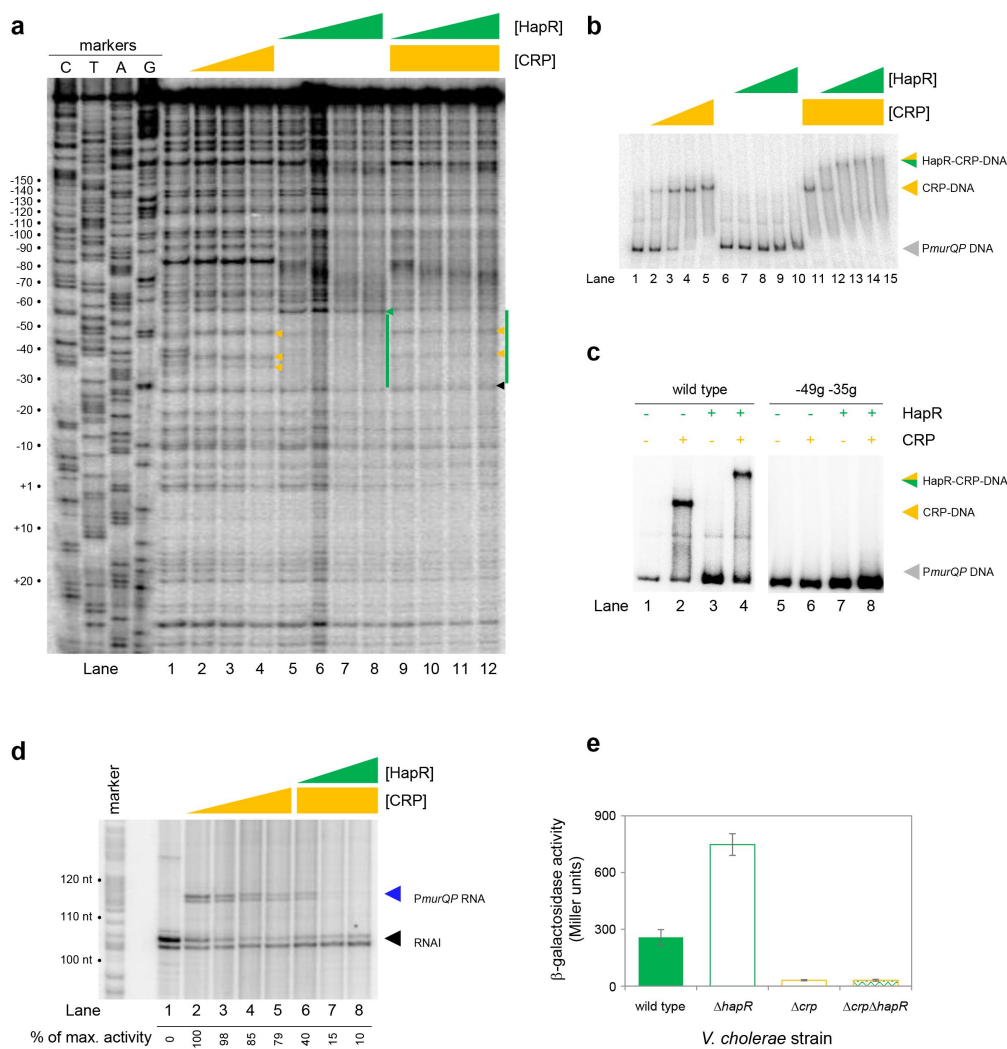 a
markers
C T A G
[HapR]
[CRP]
-150
-140
-130
-120
-110
-100
-90
-80
-70
-60
-50
-40
-30
-20
-10
+1
+10
+20
Lane 1 2 3 4 5 6 7 8 9 10 11 12
b
[HapR]
[CRP]
HapR-CRP-DNA
CRP-DNA
PmurQP DNA
Lane 1 2 3 4 5 6 7 8 9 10 11 12 13 14 15
c
wild type -49g -35g
- - + + - - + + HapR
- + - + - + - + CRP
HapR-CRP-DNA
CRP-DNA
PmurQP DNA
Lane 1 2 3 4 5 6 7 8
d
marker
[HapR]
[CRP]
120 nt
110 nt
100 nt
PmurQP RNA
RNAI
Lane 1 2 3 4 5 6 7 8
% of max. activity 0 100 98 85 79 40 15 10
e
β-galactosidase activity
(Miller units)
900
600
300
0
wild type ΔhapR Δcrp ΔcrpΔhapR
V. cholerae strain